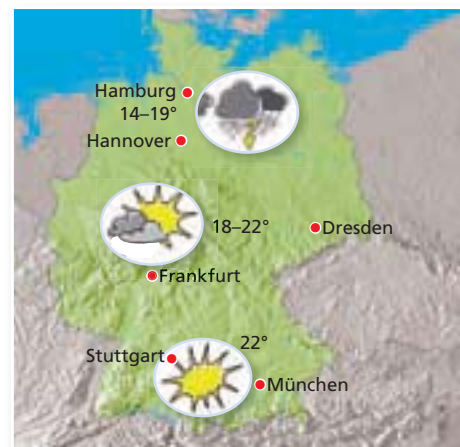 Hamburg
14–19°
Hannover
18–22°
Dresden
Frankfurt
22°
Stuttgart
München